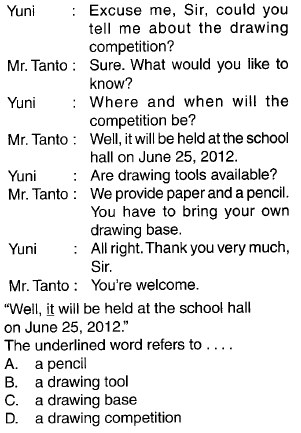 Yuni : Excuse me, Sir, could you
tell me about the drawing
competition?
Mr. Tanto : Sure. What would you like to
know?
Yuni : Where and when will the
competition be?
Mr. Tanto : Well, it will be held at the school
hall on June 25, 2012.
Yuni : Are drawing tools available?
Mr. Tanto : We provide paper and a pencil.
You have to bring your own
drawing base.
Yuni : All right. Thank you very much,
Sir.
Mr. Tanto : You're welcome.
“Well, it will be held at the school hall
on June 25, 2012.”
The underlined word refers to . . . .
A. a pencil
B. a drawing tool
C. a drawing base
D. a drawing competition